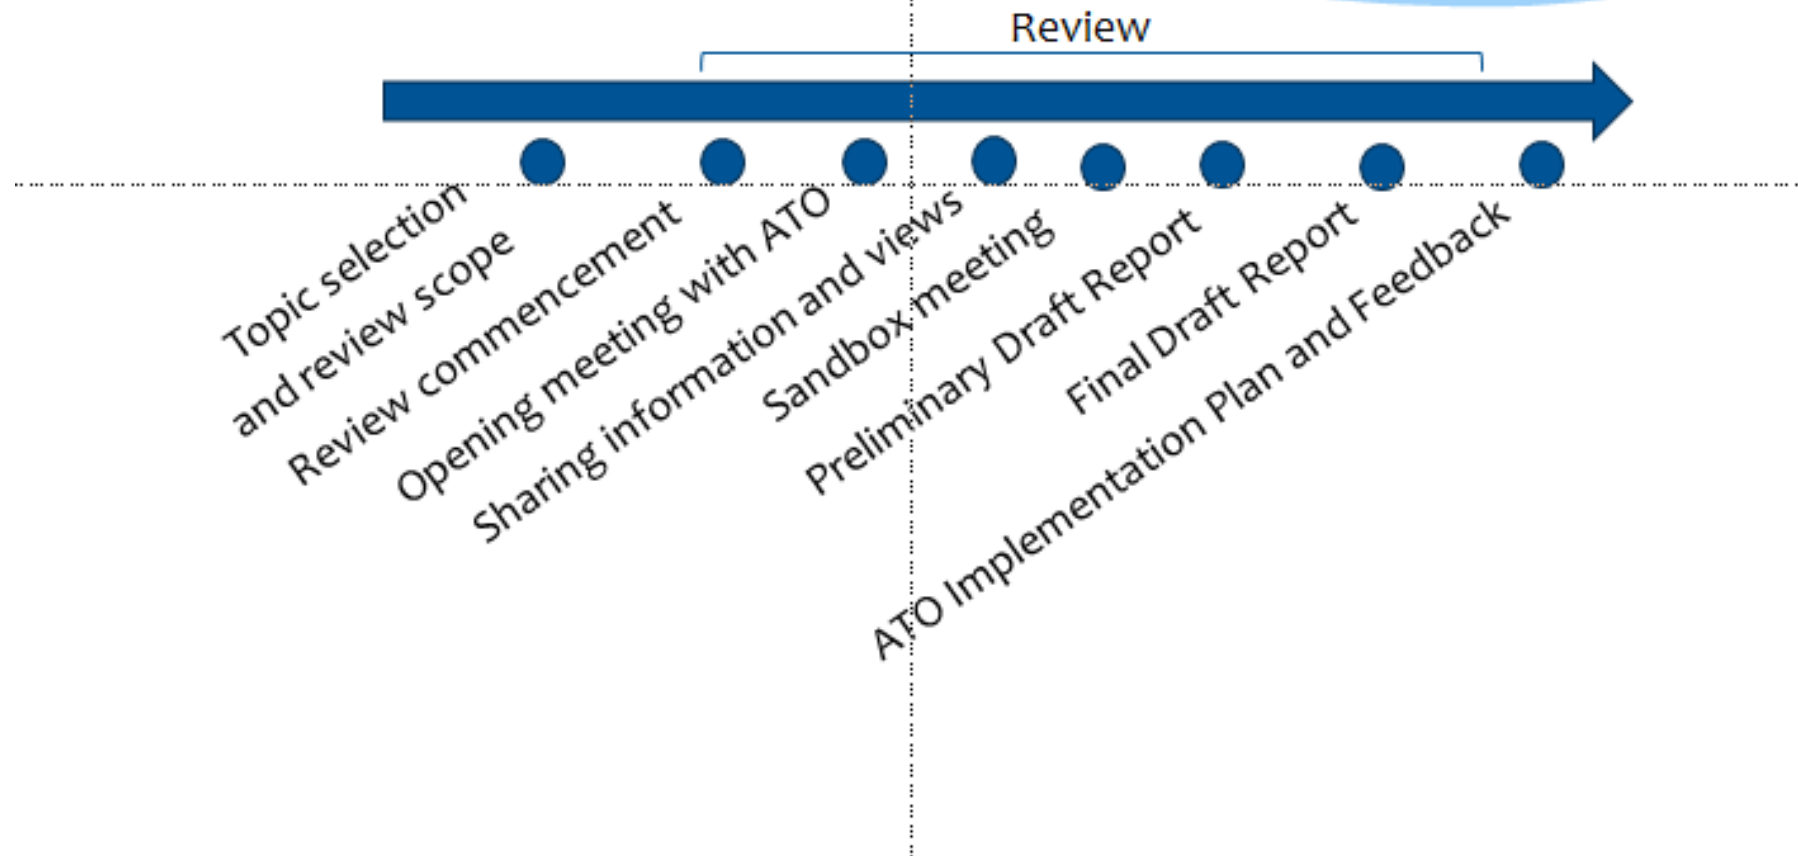 Review
Topic selection
and review scope
Review commencement
Opening meeting with ATO
Sharing information and views
Sandbox meeting
Preliminary Draft Report
Final Draft Report
ATO Implementation Plan and Feedback